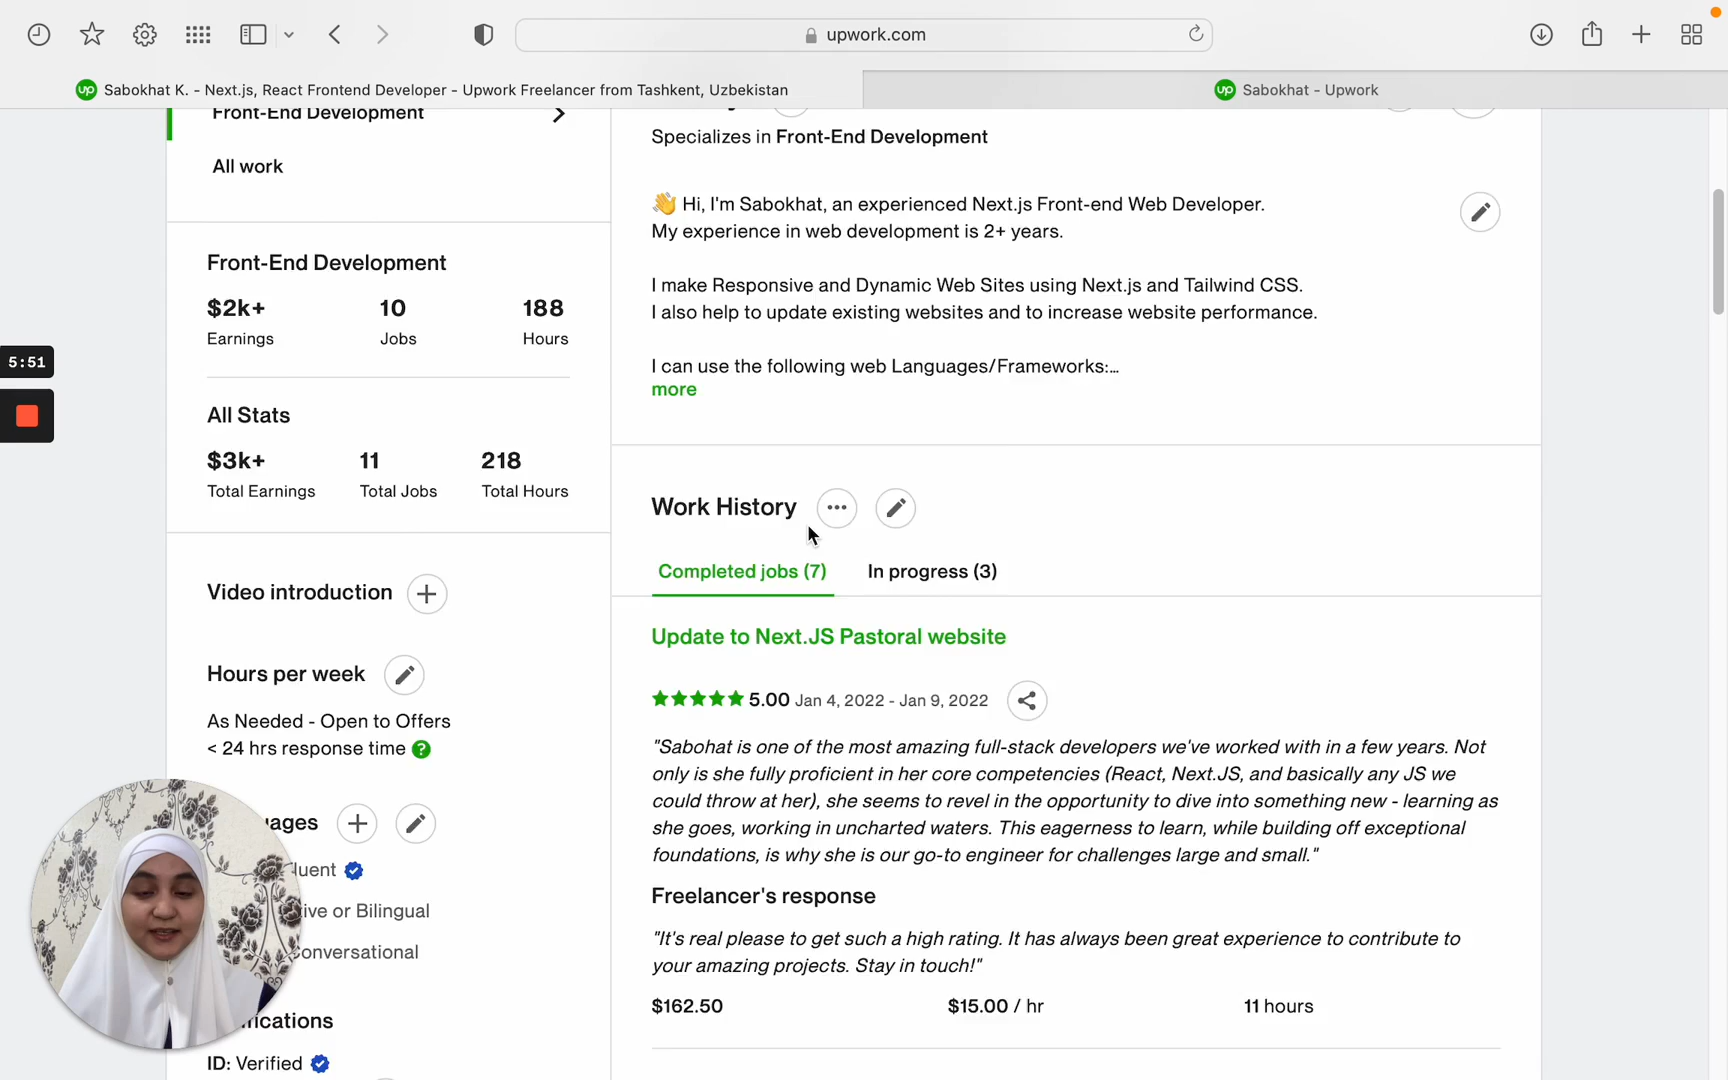 upwork.com
up Sabokhat K. - Next.js, React Frontend Developer - Upwork Freelancer from Tashkent, Uzbekistan
up Sabokhat - Upwork
Front-End Development
All work
Front-End Development
$2k+ 10 188
Earnings Jobs Hours
All Stats
$3k+ 11 218
Total Earnings Total Jobs Total Hours
Video introduction
Hours per week
As Needed - Open to Offers
< 24 hrs response time ?
ID: Verified
5:51
Specializes in Front-End Development
👋 Hi, I'm Sabokhat, an experienced Next.js Front-end Web Developer.
My experience in web development is 2+ years.
I make Responsive and Dynamic Web Sites using Next.js and Tailwind CSS.
I also help to update existing websites and to increase website performance.
I can use the following web Languages/Frameworks:...
more
Work History
Completed jobs (7) In progress (3)
Update to Next.JS Pastoral website
5.00 Jan 4, 2022 - Jan 9, 2022
"Sabohat is one of the most amazing full-stack developers we've worked with in a few years. Not
only is she fully proficient in her core competencies (React, Next.JS, and basically any JS we
could throw at her), she seems to revel in the opportunity to dive into something new - learning as
she goes, working in uncharted waters. This eagerness to learn, while building off exceptional
foundations, is why she is our go-to engineer for challenges large and small."
Freelancer's response
"It's real please to get such a high rating. It has always been great experience to contribute to
your amazing projects. Stay in touch!"
$162.50 $15.00 / hr 11 hours
or Bilingual